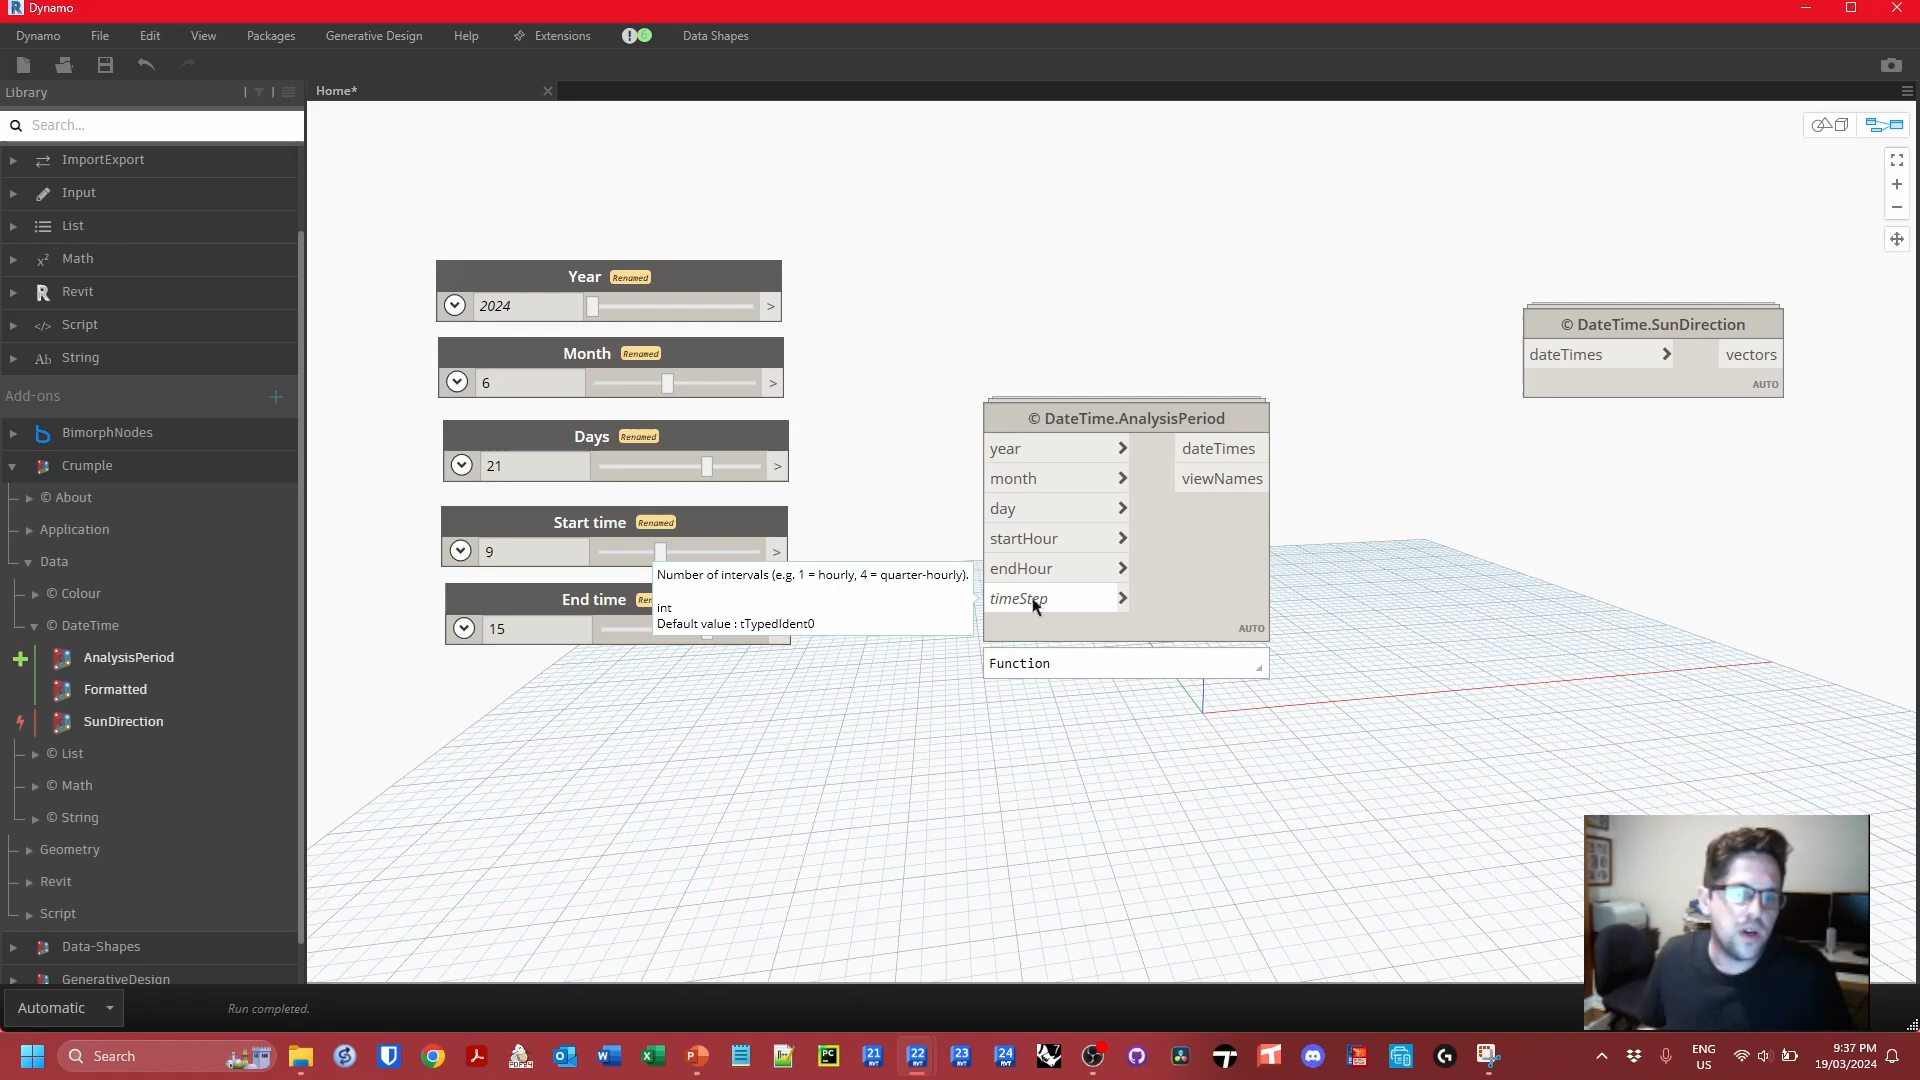 Dynamo
Dynamo File Edit View Packages Generative Design Help Extensions Data Shapes
Library
Home*
Search...
ImportExport
Input
List
Math
Revit
Script
String
Add-ons
BimorphNodes
Crumple
© About
Application
Data
© Colour
© DateTime
AnalysisPeriod
Formatted
SunDirection
© List
© Math
© String
Geometry
Revit
Script
Data-Shapes
GenerativeDesign
Year Renamed
2024 >
Month Renamed
6 >
Days Renamed
21 >
Start time Renamed
9 >
End time
15
Number of intervals (e.g. 1 = hourly, 4 = quarter-hourly).
int
Default value : tTypedIdent0
© DateTime.AnalysisPeriod
year > dateTimes
month > viewNames
day >
startHour >
endHour >
timeStep >
AUTO
Function
© DateTime.SunDirection
dateTimes > vectors
AUTO
Automatic
Run completed.
Search
ENG
US
9:37 PM
19/03/2024